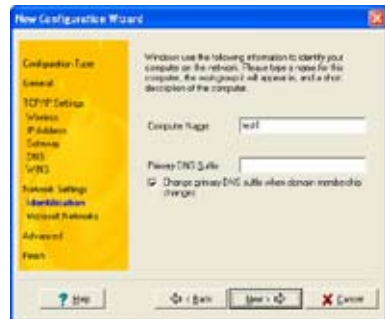 New Configuration Wizard
Configuration Type
General
TCP/IP Settings
Wireless
IP Address
Gateway
DNS
WINS
Network Settings
Identification
Microsoft Networks
Advanced
Finish
Windows use the following information to identify your
computer on the network. Please type a name for this
computer, the workgroup it will appear in, and a short
description of the computer.
Computer Name:
Primary DNS Suffix
Change primary DNS suffix when domain membership
changes
Help
< Back
Next >
Cancel